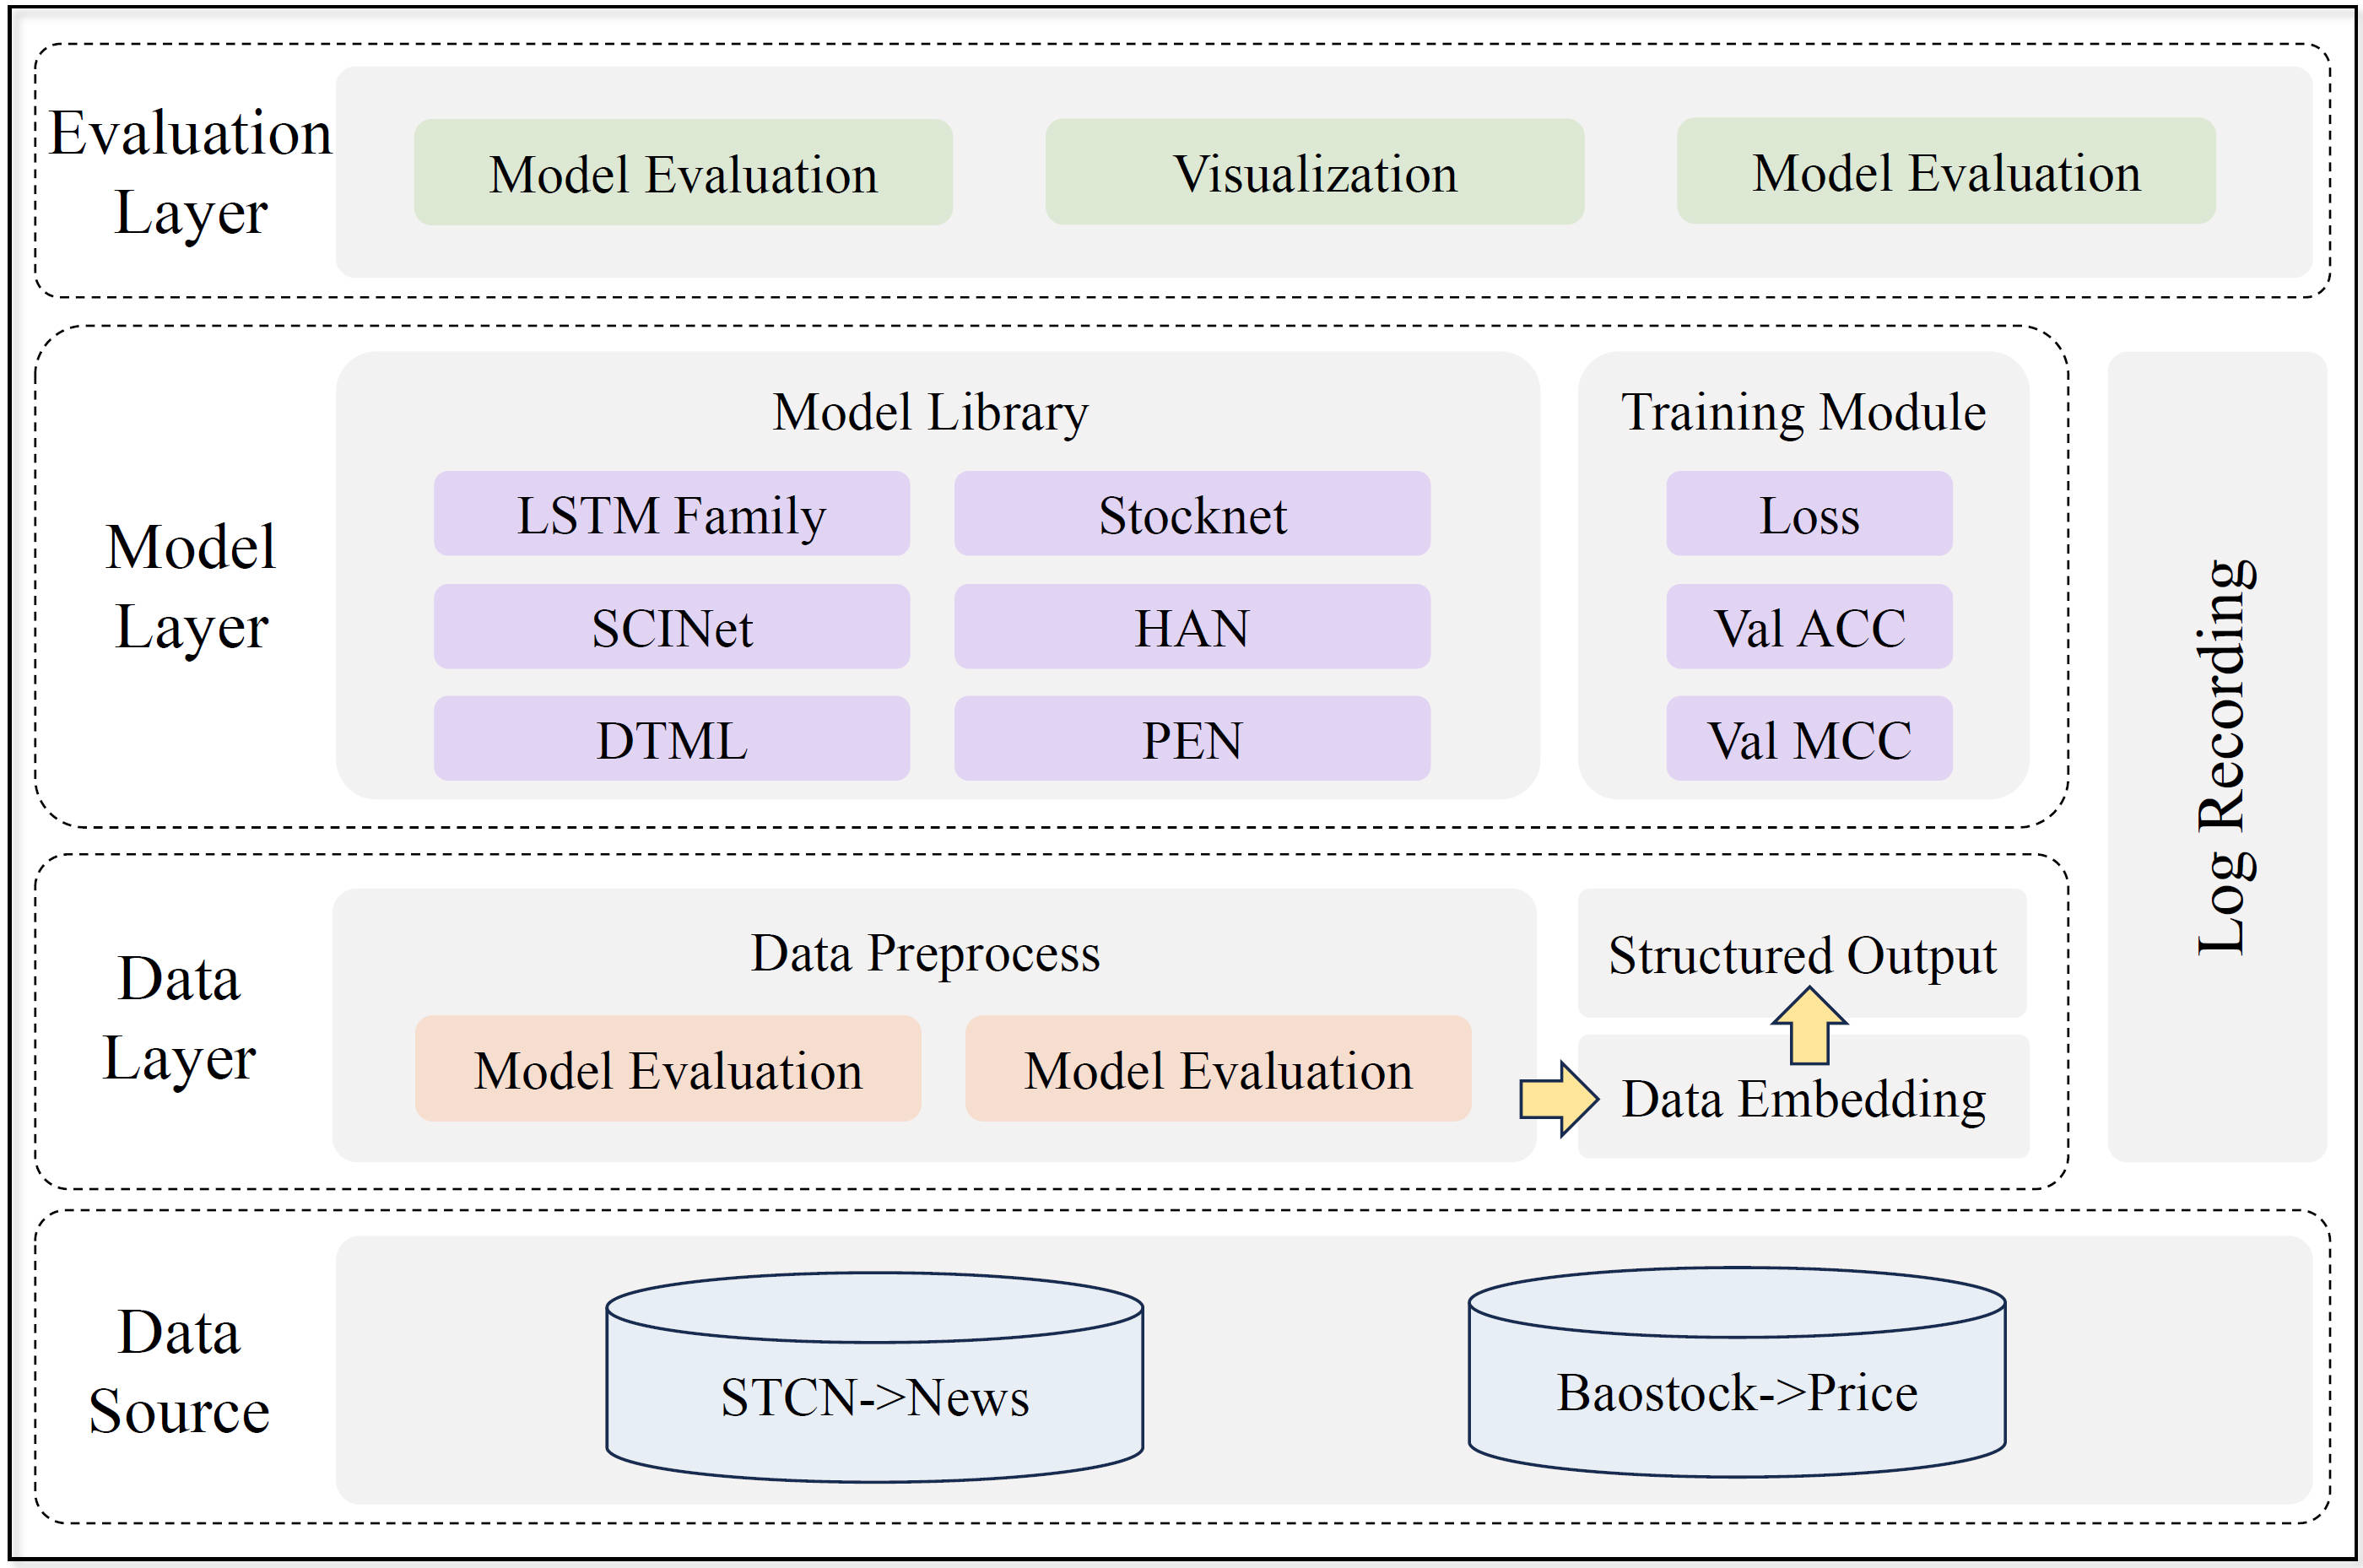 Evaluation
Layer
Model Evaluation
Visualization
Model Evaluation
Model
Layer
Model Library
LSTM Family
Stocknet
SCINet
HAN
DTML
PEN
Training Module
Loss
Val ACC
Val MCC
Log Recording
Data
Layer
Data Preprocess
Model Evaluation
Model Evaluation
Structured Output
Data Embedding
Data
Source
STCN->News
Baostock->Price